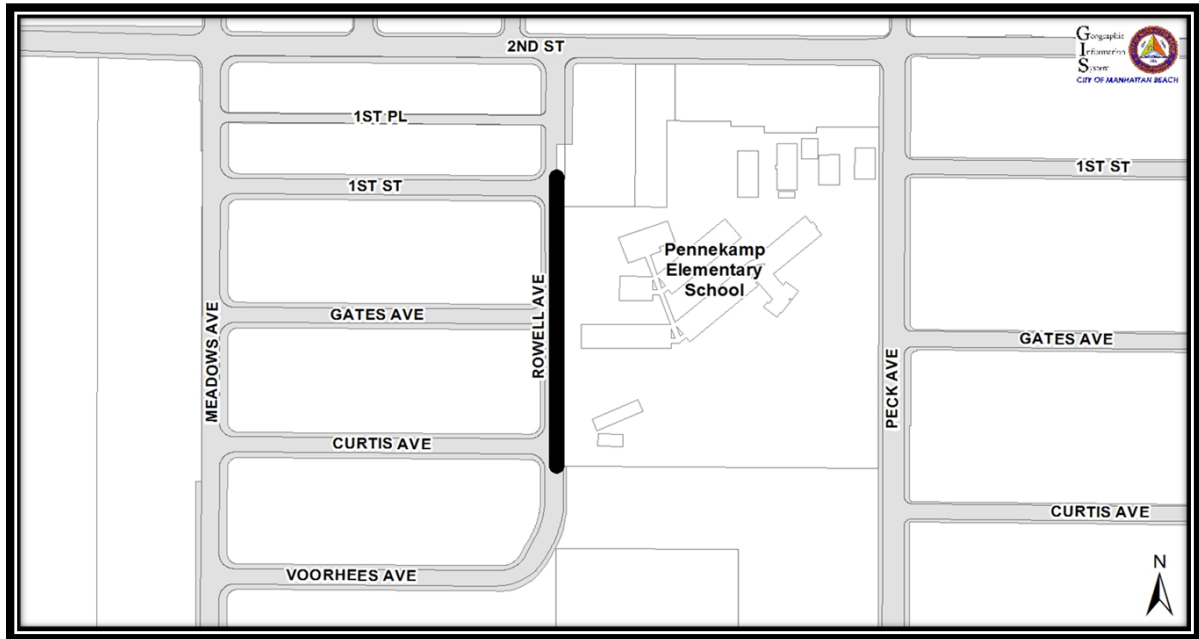 2ND ST
Geographic
Information
System
CITY OF MANHATTAN BEACH
1ST PL
1ST ST
1ST ST
Pennekamp
Elementary
School
MEADOWS AVE
GATES AVE
ROWELL AVE
GATES AVE
PECK AVE
CURTIS AVE
CURTIS AVE
VOORHEES AVE
N